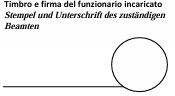 Timbro e firma del funzionario incaricato
Stempel und Unterschrift des zuständigen
Beamten